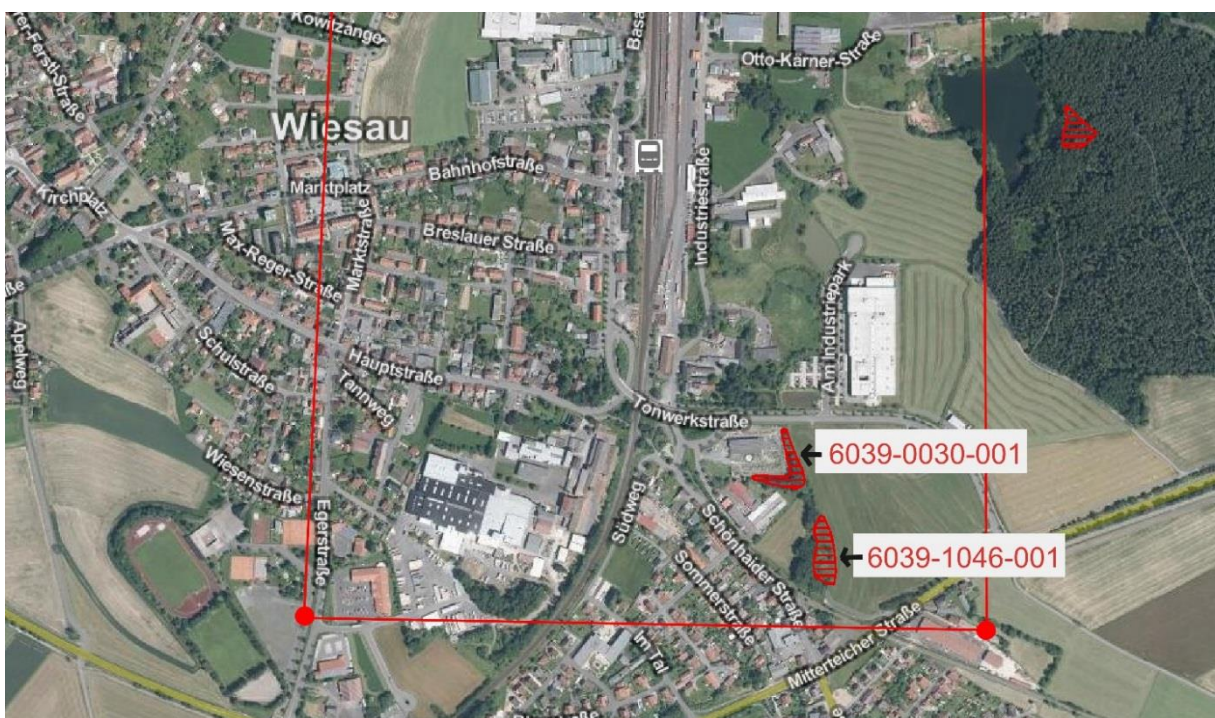 Kowitzanger
Otto-Karner-Straße
Wiesau
Bahnhofstraße
Marktplatz
Kirchplatz
Marktstraße
Breslauer Straße
Industriestraße
Max-Reger-Straße
Am Industriepark
Apelweg
Schulstraße
Hauptstraße
Tannweg
Tonwerkstraße
6039-0030-001
Wiesenstraße
Egerstraße
Südweg
Schönhaider Straße
6039-1046-001
Sommerstraße
Im Tal
Mitterteicher Straße